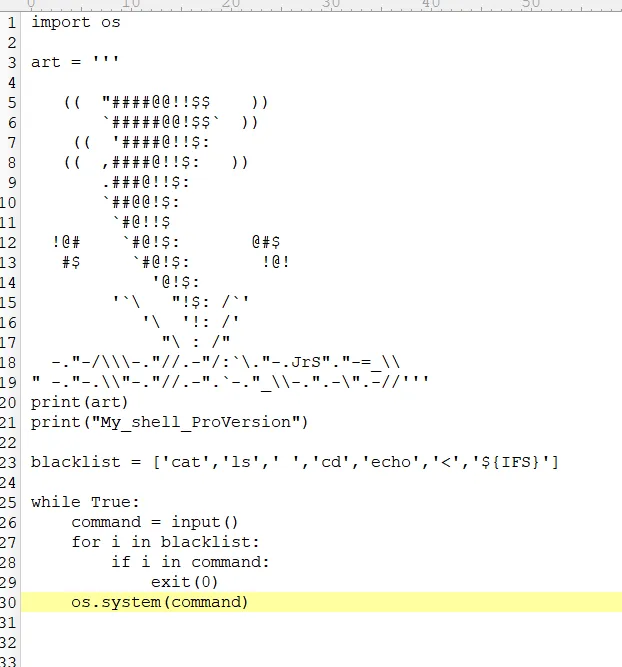 0 10 20 30 40 50
1 import os
2
3 art = '''
4
5    ((  "####@@!!$$    ))
6        `#####@@!$$`  ))
7     ((  '####@!!$:
8    ((  ,####@!!$:   ))
9        .###@!!$:
10        `##@@!$:
11         `#@!!$
12   !@#     `#@!$:       @#$
13    #$      `#@!$:       !@!
14             '@!$:
15         '`\   "!$: /`'
16            '\  '!: /'
17              "\ : /"
18   -."-/\\\-."//.-"/:`\."-.JrS"."-=_\\
19 " -."-.\\"-."//.-".`-."_\\-.".-\".-//'''
20 print(art)
21 print("My_shell_ProVersion")
22
23 blacklist = ['cat','ls',' ','cd','echo','<','${IFS}']
24
25 while True:
26     command = input()
27     for i in blacklist:
28         if i in command:
29             exit(0)
30     os.system(command)
31
32
33